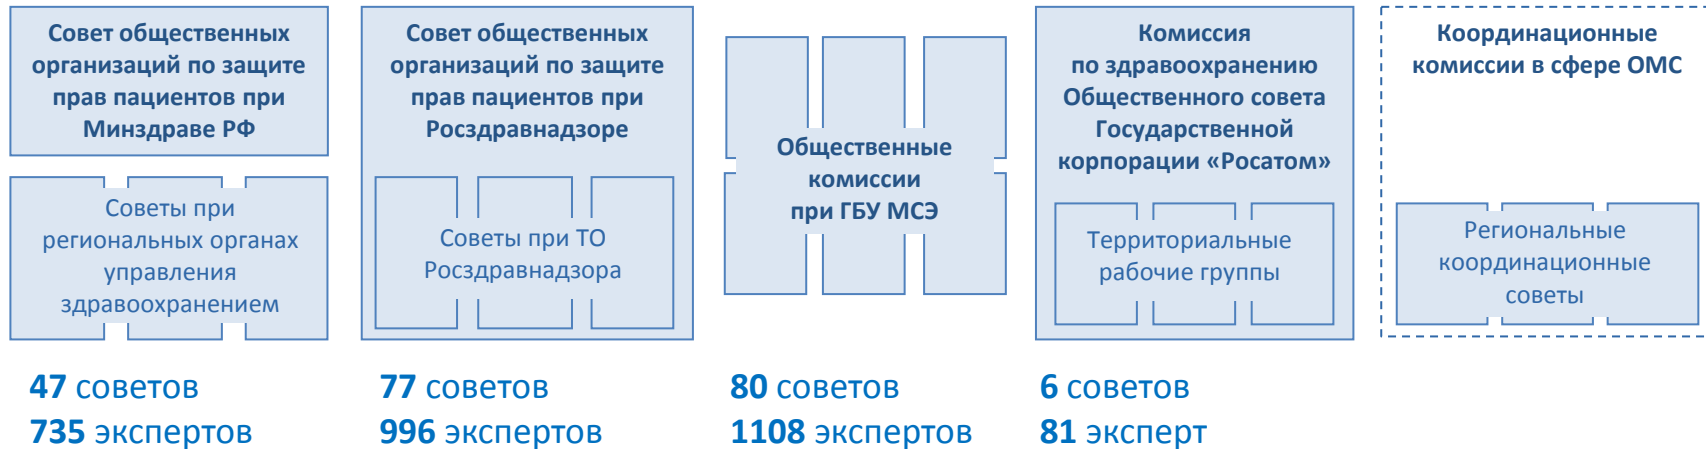 Совет общественных
организаций по защите
прав пациентов при
Минздраве РФ
Советы при
региональных органах
управления
здравоохранением
47 советов
735 экспертов
Совет общественных
организаций по защите
прав пациентов при
Росздравнадзоре
Советы при ТО
Росздравнадзора
77 советов
996 экспертов
Общественные
комиссии
при ГБУ МСЭ
80 советов
1108 экспертов
Комиссия
по здравоохранению
Общественного совета
Государственной
корпорации «Росатом»
Территориальные
рабочие группы
6 советов
81 эксперт
Координационные
комиссии в сфере ОМС
Региональные
координационные
советы